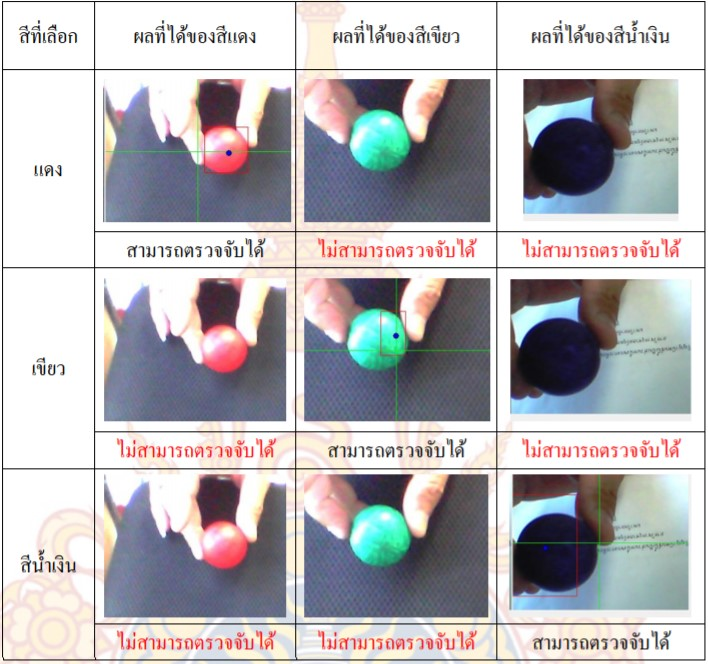 สีที่เลือก ผลที่ได้ของสีแดง ผลที่ได้ของสีเขียว ผลที่ได้ของสีน้ำเงิน
แดง
สามารถตรวจจับได้ ไม่สามารถตรวจจับได้ ไม่สามารถตรวจจับได้
เขียว
ไม่สามารถตรวจจับได้ สามารถตรวจจับได้ ไม่สามารถตรวจจับได้
สีน้ำเงิน
ไม่สามารถตรวจจับได้ ไม่สามารถตรวจจับได้ สามารถตรวจจับได้